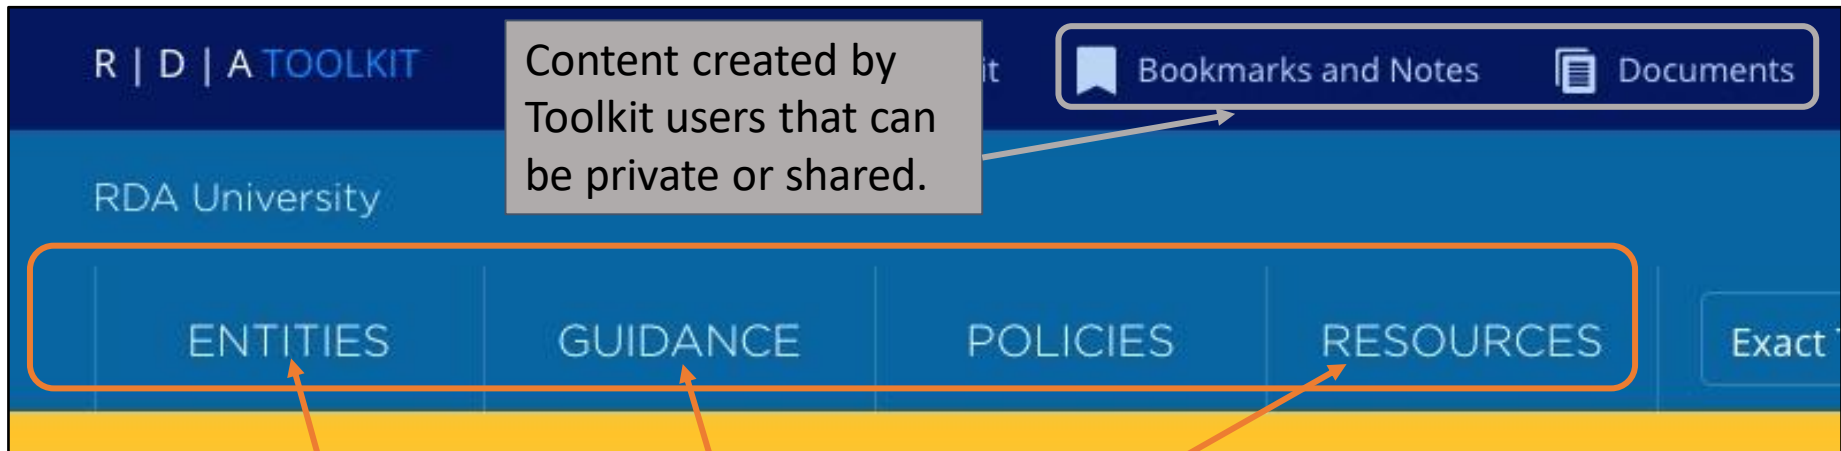 R | D | A TOOLKIT
Content created by
Toolkit users that can
be private or shared.
it
Bookmarks and Notes
Documents
RDA University
ENTITIES
GUIDANCE
POLICIES
RESOURCES
Exact